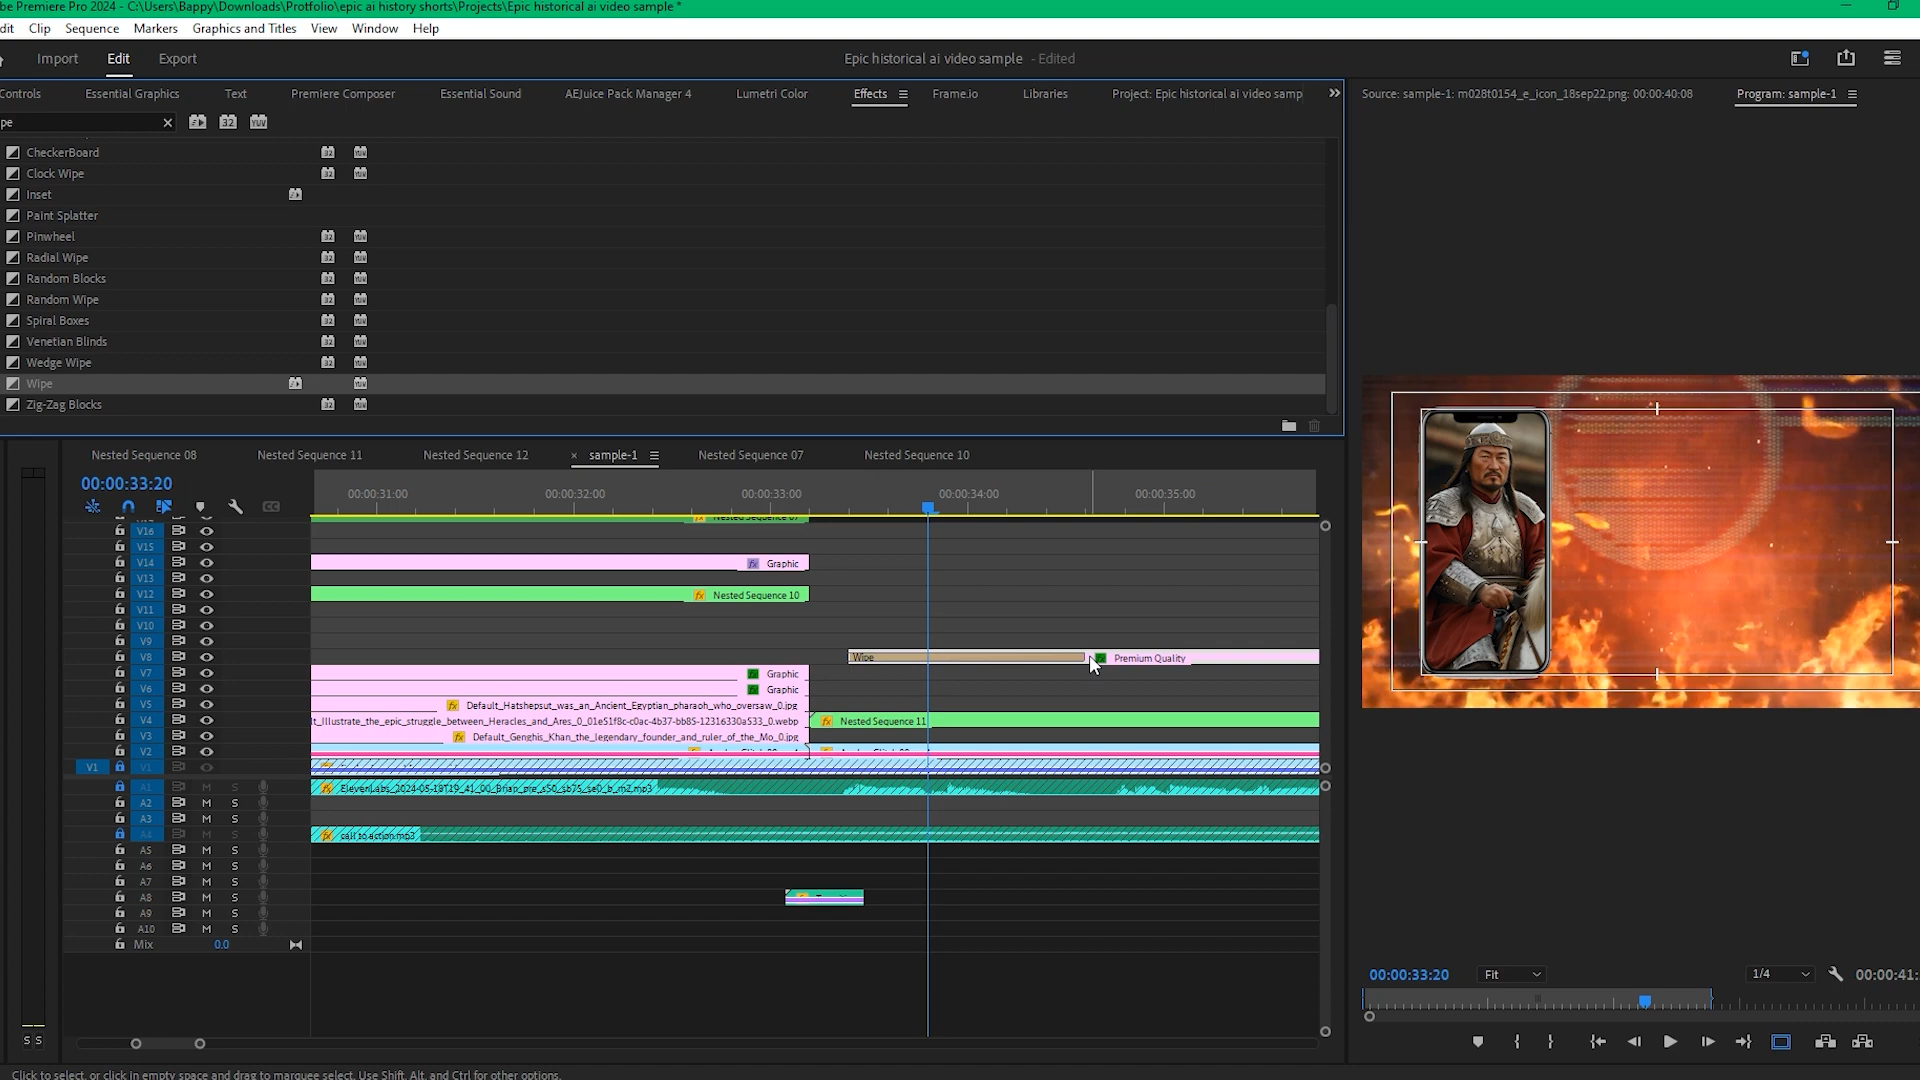 be Premiere Pro 2024 - C:\Users\Bappy\Downloads\Protfolio\epic ai history shorts\Projects\Epic historical ai video sample *
dit Clip Sequence Markers Graphics and Titles View Window Help
Import Edit Export Epic historical ai video sample - Edited
Controls Essential Graphics Text Premiere Composer Essential Sound AEJuice Pack Manager 4 Lumetri Color Effects Frame.io Libraries Project: Epic historical ai video samp
Source: sample-1: m028t0154_e_icon_18sep22.png: 00:00:40:08 Program: sample-1
pe
CheckerBoard
Clock Wipe
Inset
Paint Splatter
Pinwheel
Radial Wipe
Random Blocks
Random Wipe
Spiral Boxes
Venetian Blinds
Wedge Wipe
Wipe
Zig-Zag Blocks
Nested Sequence 08 Nested Sequence 11 Nested Sequence 12 × sample-1 Nested Sequence 07 Nested Sequence 10
00:00:33:20
00:00:31:00 00:00:32:00 00:00:33:00 00:00:34:00 00:00:35:00
Nested Sequence 07
V16
V15
V14 Graphic
V13
V12 Nested Sequence 10
V11
V10
V9
V8 Wipe Premium Quality
V7 Graphic
V6 Graphic
V5 Default_Hatshepsut_was_an_Ancient_Egyptian_pharaoh_who_oversaw_0.jpg
V4 lt_Illustrate_the_epic_struggle_between_Heracles_and_Ares_0_01e51f8c-c0ac-4b37-bb85-12316330a533_0.webp Nested Sequence 11
V3 Default_Genghis_Khan_the_legendary_founder_and_ruler_of_the_Mo_0.jpg
V2
V1 V1
A1 M S ElevenLabs_2024-05-18T19_41_00_Brian_pre_s50_sb75_se0_b_m2.mp3
A2 M S
A3 M S
A4 M S call to action.mp3
A5 M S
A6 M S
A7 M S
A8 M S
A9 M S
A10 M S
Mix 0.0
S S
00:00:33:20 Fit 1/4 00:00:41:
Click to select, or click in empty space and drag to marquee select. Use Shift, Alt, and Ctrl for other options.